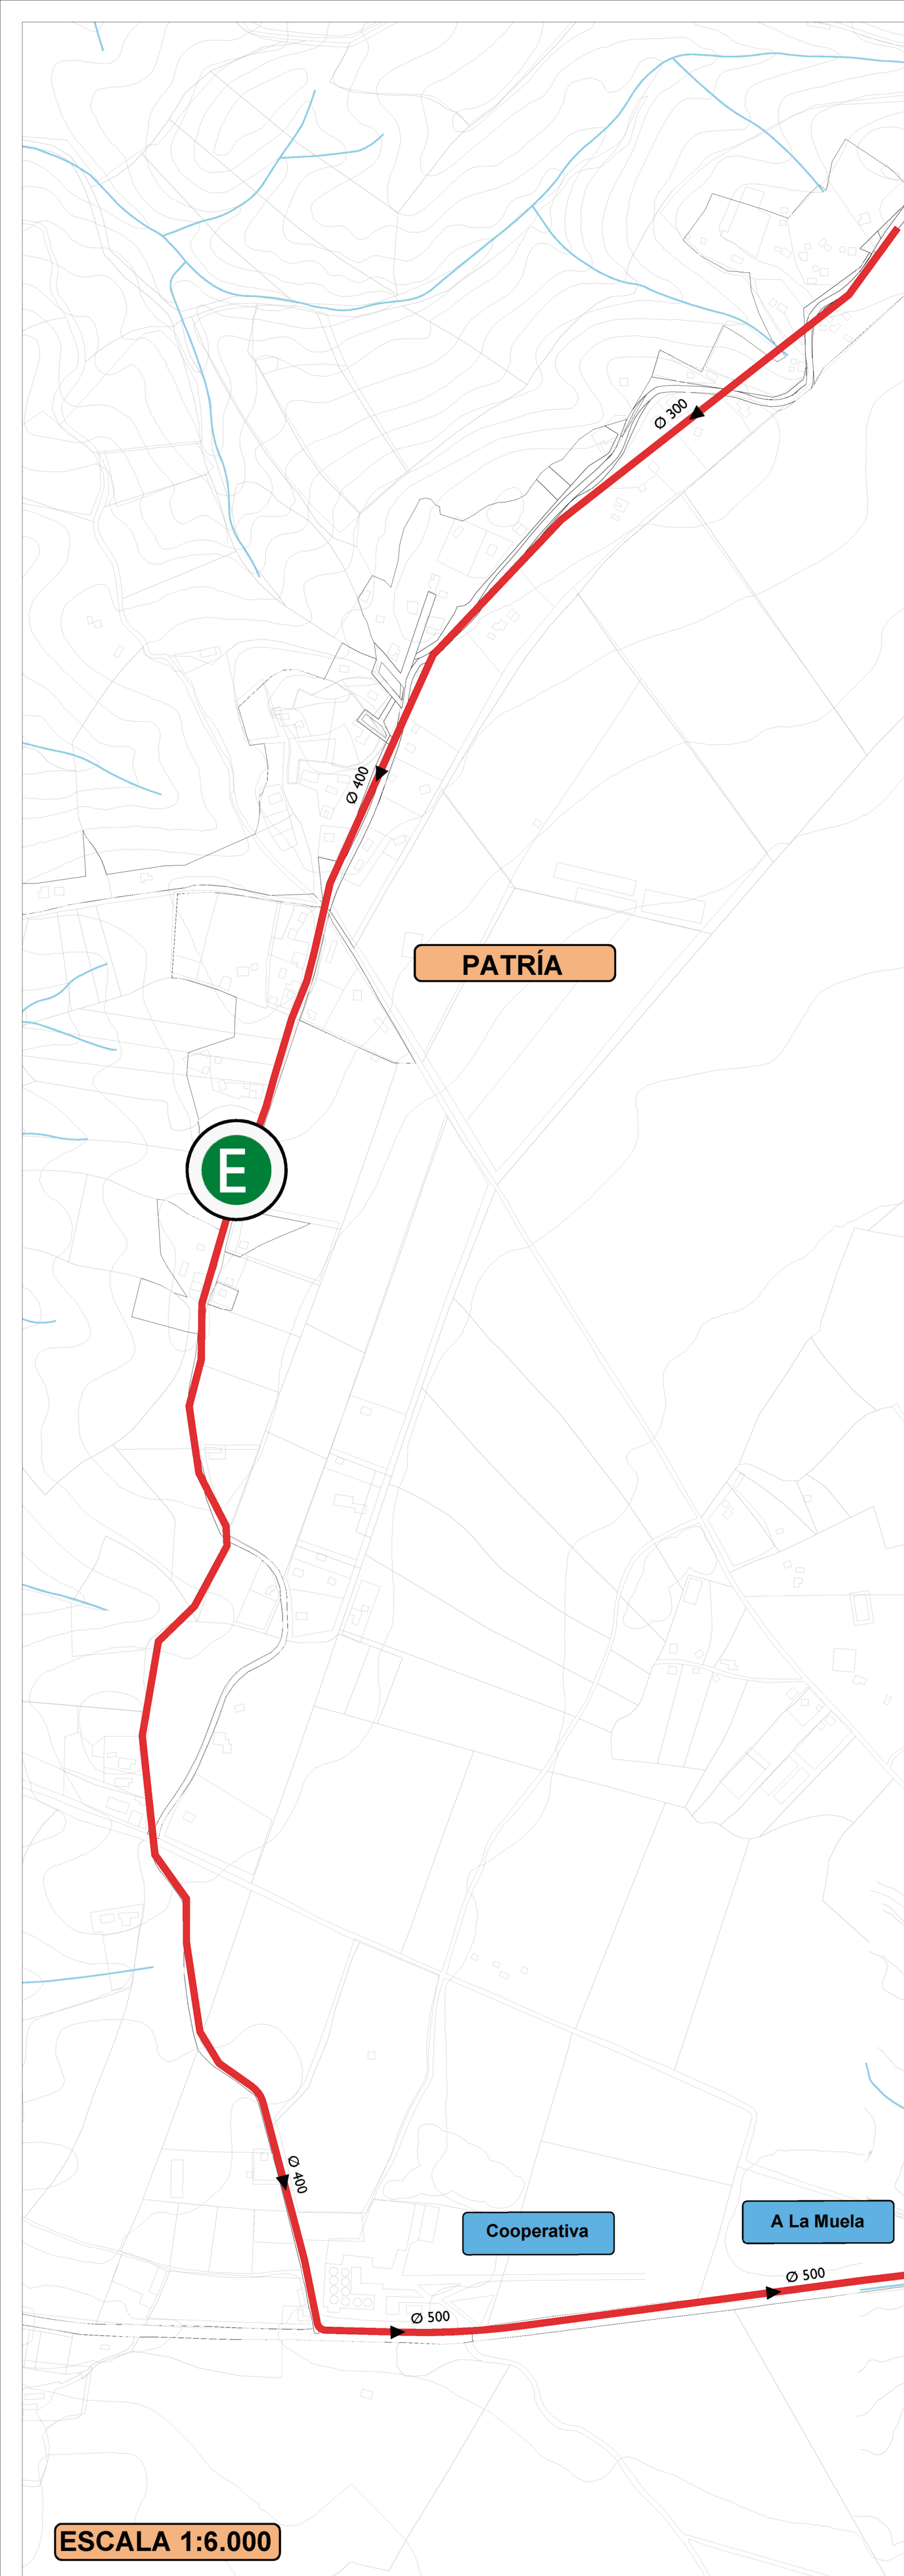 Ø 300
Ø 400
PATRÍA
E
Ø 400
A La Muela
Cooperativa
Ø 500
Ø 500
ESCALA 1:6.000